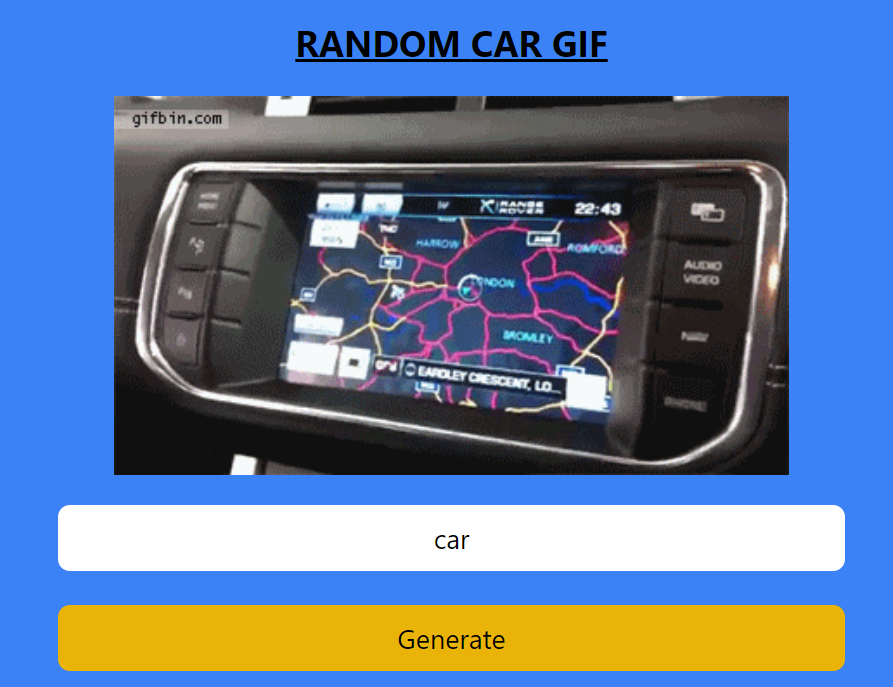 RANDOM CAR GIF
gifbin.com
RANGE
ROVER
22:43
HARROW
ROMFORD
LONDON
AUDIO
VIDEO
BROMLEY
NAV
EARDLEY CRESCENT, LO...
PHONE
car
Generate